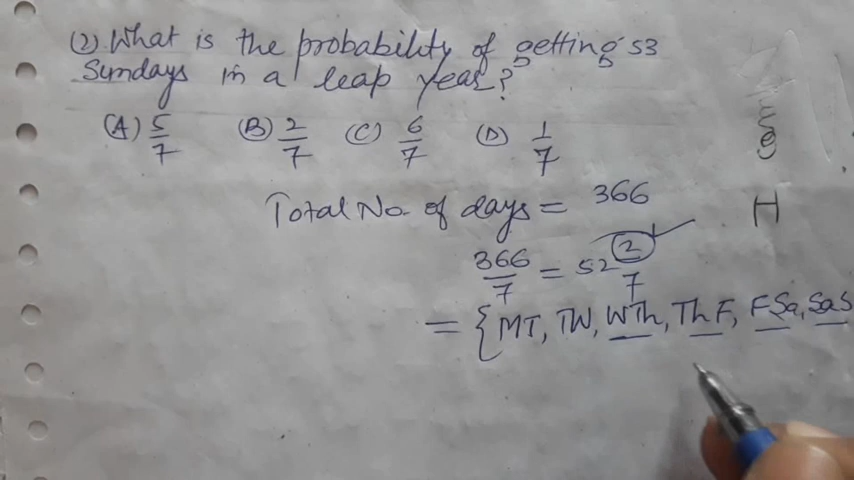 (2) What is the probability of getting 53
Sundays in a leap year?
(A) 5/7 (B) 2/7 (C) 6/7 (D) 1/7
Total No. of days = 366
366/7 = 52 2/7
= {MT, TW, WTh, ThF, FSa, SaS
H